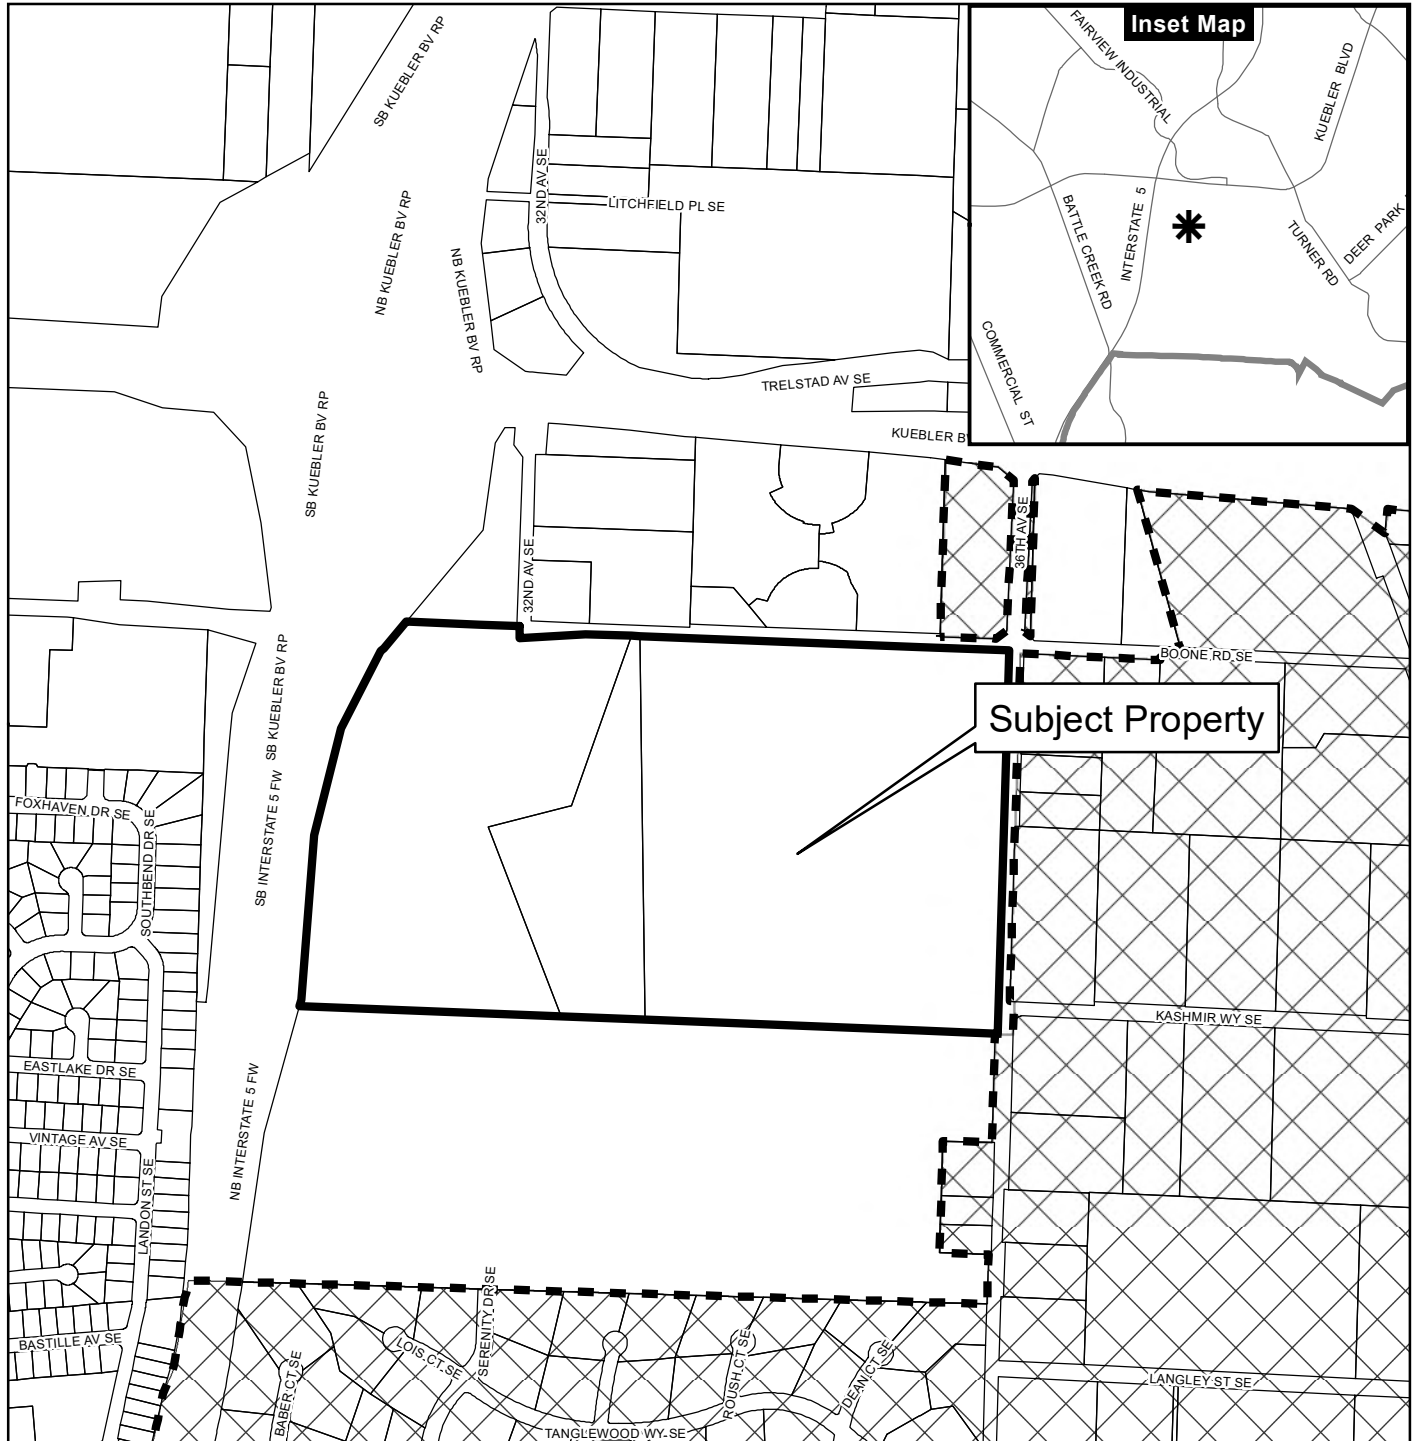 Inset Map
FAIRVIEW INDUSTRIAL
KUEBLER BLVD
BATTLE CREEK RD
INTERSTATE 5
TURNER RD
DEER PARK
COMMERCIAL ST
SB KUEBLER BV RP
32ND AV SE
LITCHFIELD PL SE
NB KUEBLER BV RP
NB KUEBLER BV RP
TRELSTAD AV SE
SB KUEBLER BV RP
KUEBLER BV
36TH AV SE
32ND AV SE
BOONE RD SE
SB KUEBLER BV RP
Subject Property
SB INTERSTATE 5 FW
FOXHAVEN DR SE
SOUTHBEND DR SE
KASHMIR WY SE
EASTLAKE DR SE
NB INTERSTATE 5 FW
VINTAGE AV SE
LANDON ST SE
SERENITY DR SE
BASTILLE AV SE
LOIS CT SE
BABER CT SE
ROUSH CT SE
DEAN CT SE
LANGLEY ST SE
TANGLEWOOD WY SE